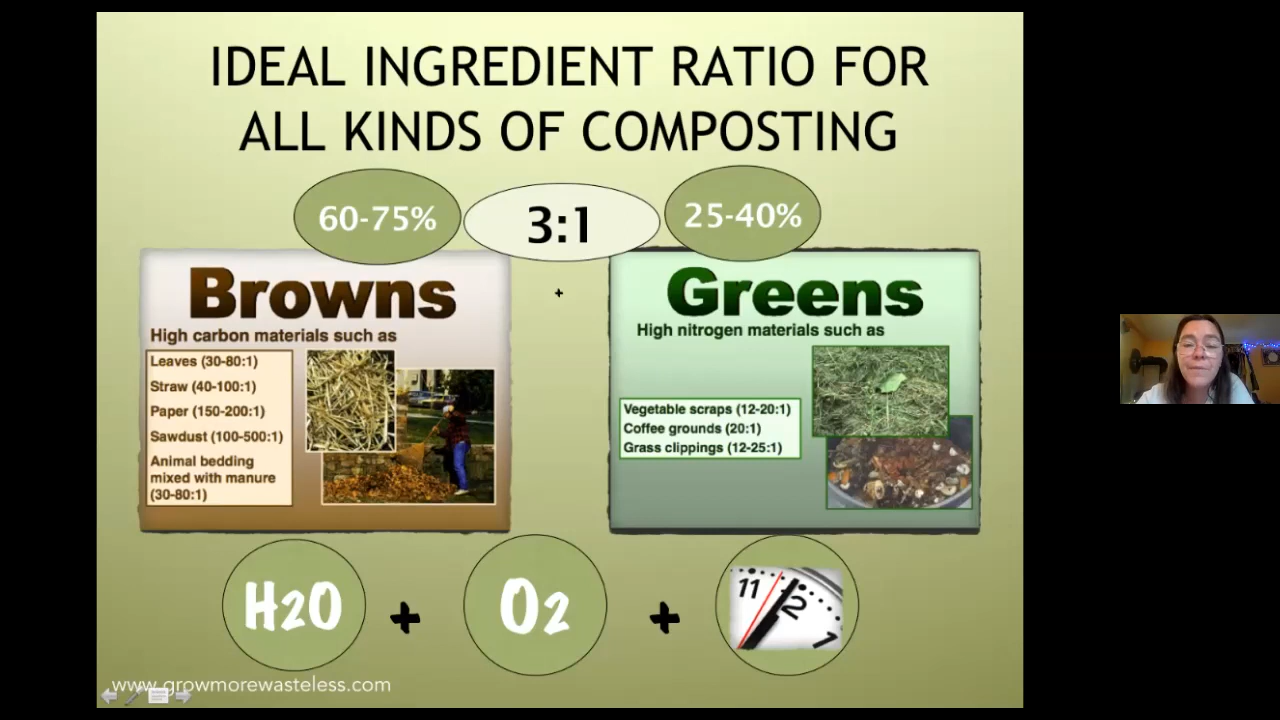 IDEAL INGREDIENT RATIO FOR
ALL KINDS OF COMPOSTING
60-75%
3:1
25-40%
Browns
High carbon materials such as
Leaves (30-80:1)
Straw (40-100:1)
Paper (150-200:1)
Sawdust (100-500:1)
Animal bedding
mixed with manure
(30-80:1)
+
Greens
High nitrogen materials such as
Vegetable scraps (12-20:1)
Coffee grounds (20:1)
Grass clippings (12-25:1)
H2O
+
O2
+
11
12
1
www.growmorewasteless.com